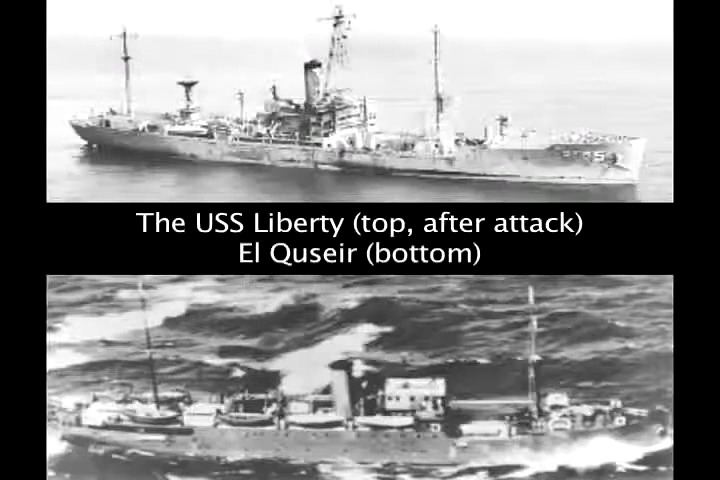 The USS Liberty (top, after attack)
El Quseir (bottom)